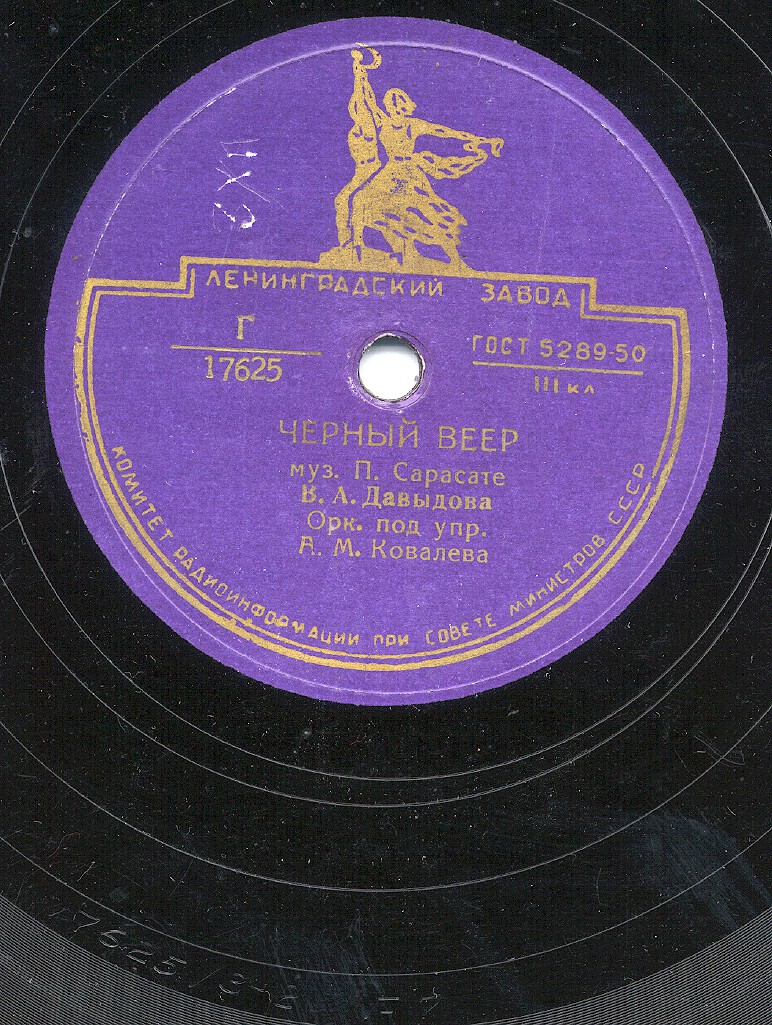 ЛЕНИНГРАДСКИЙ ЗАВОД
Г
17625
ГОСТ 5289-50
III кл
ЧЕРНЫЙ ВЕЕР
муз. П. Сарасате
В. А. Давыдова
Орк. под упр.
А. М. Ковалева
КОМИТЕТ РАДИОИНФОРМАЦИИ ПРИ СОВЕТЕ МИНИСТРОВ СССР